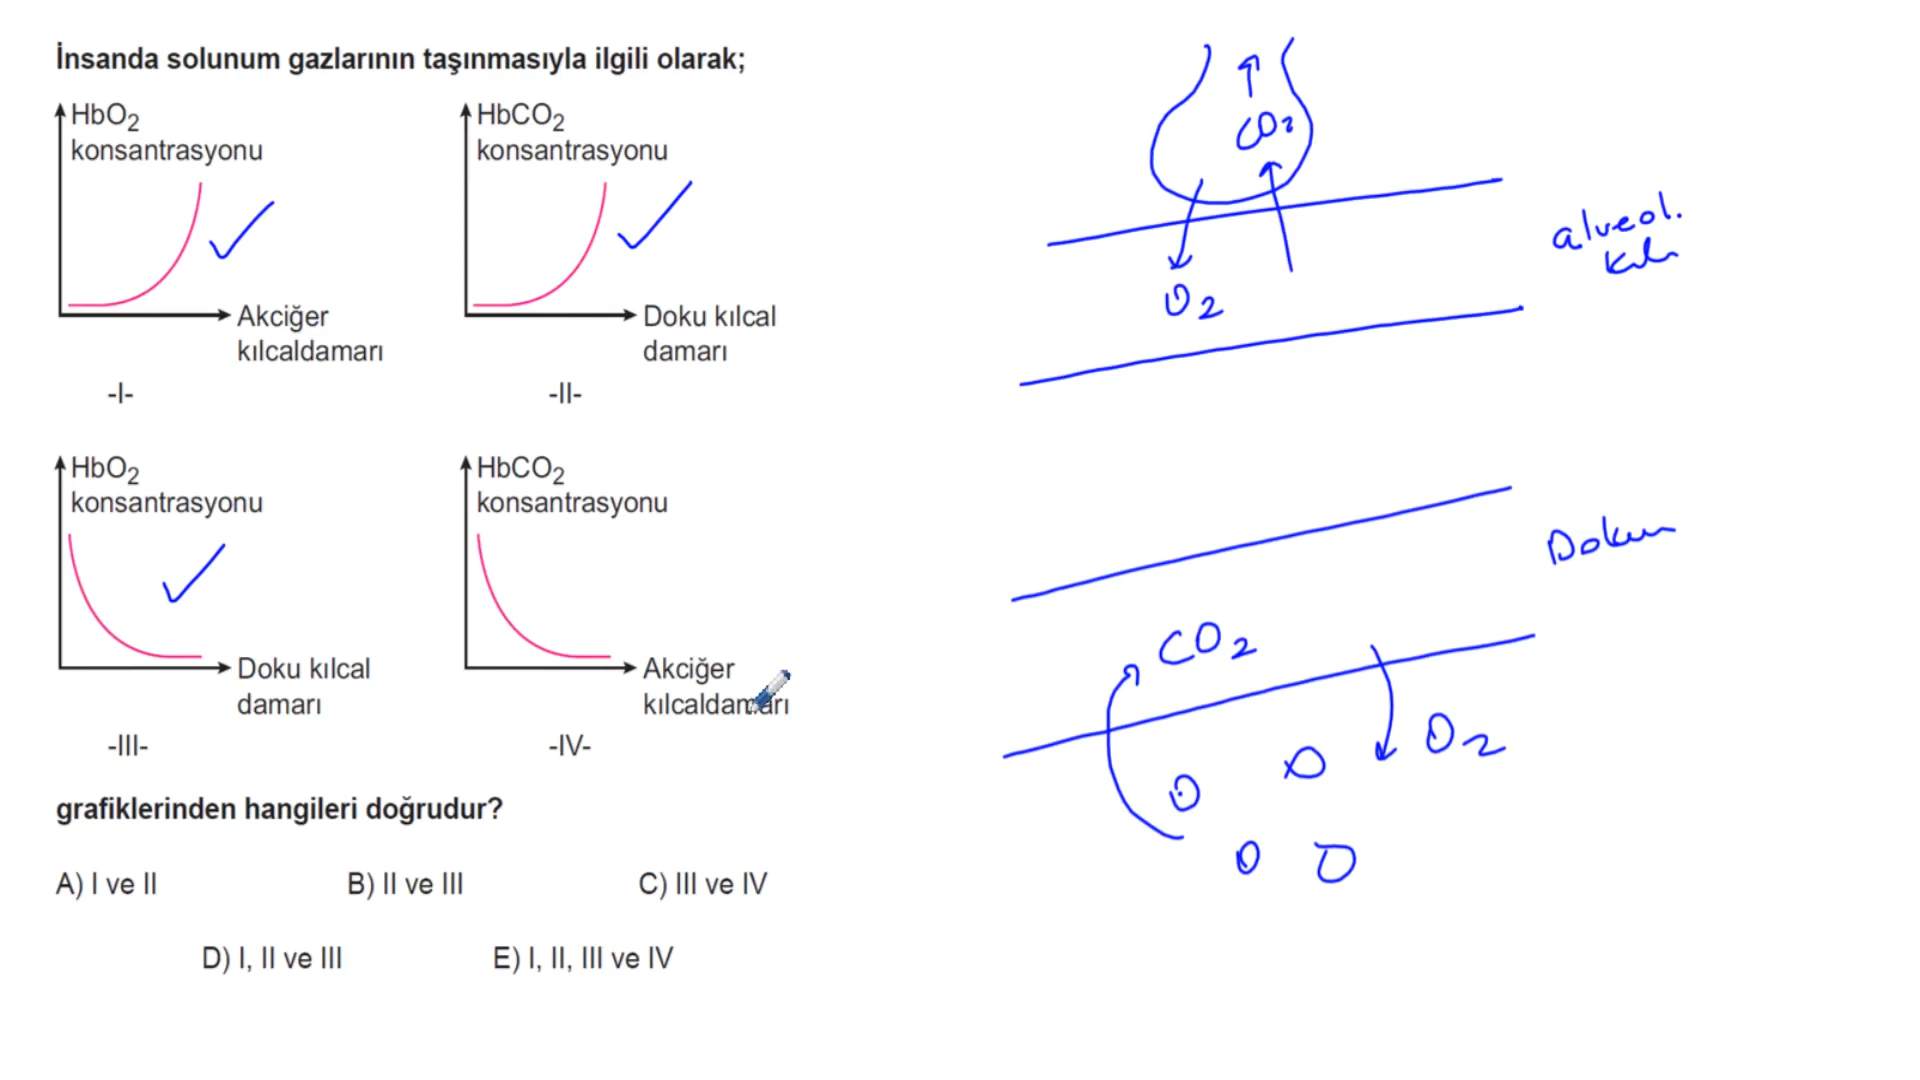 İnsanda solunum gazlarının taşınmasıyla ilgili olarak;
HbO2
konsantrasyonu
Akciğer
kılcaldamarı
-I-
HbCO2
konsantrasyonu
Doku kılcal
damarı
-II-
HbO2
konsantrasyonu
Doku kılcal
damarı
-III-
HbCO2
konsantrasyonu
Akciğer
kılcaldamarı
-IV-
grafiklerinden hangileri doğrudur?
A) I ve II
B) II ve III
C) III ve IV
D) I, II ve III
E) I, II, III ve IV
CO2
O2
alveol.
CO2
O2